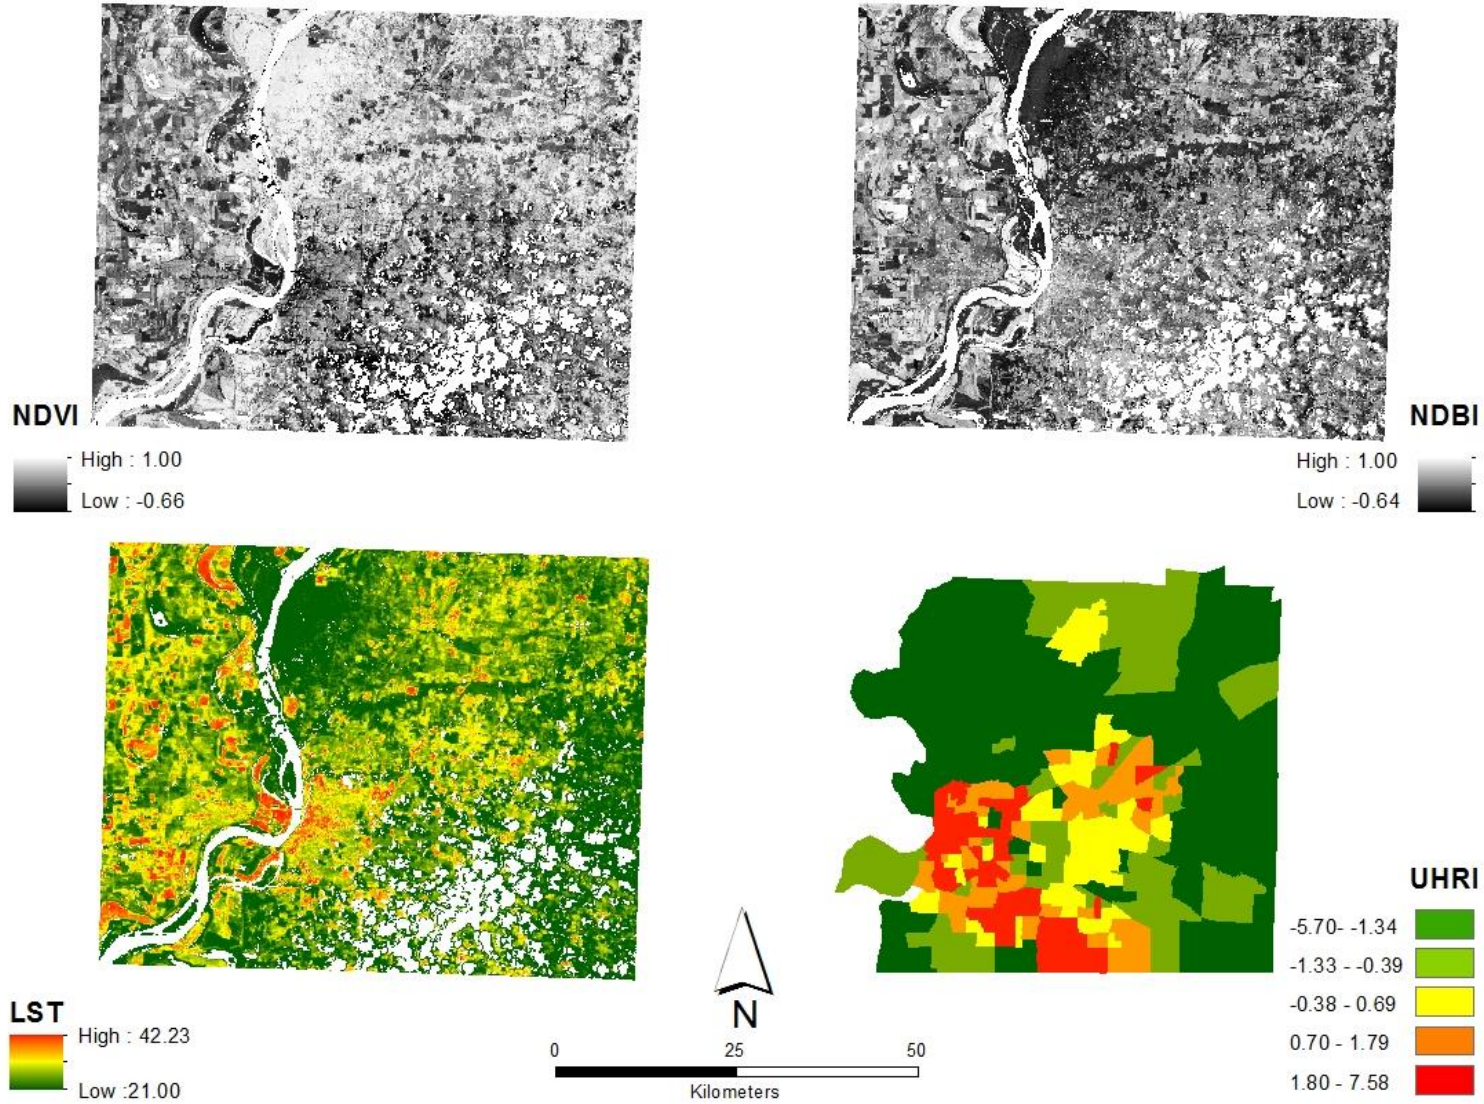 NDVI
High : 1.00
Low : -0.66
NDBI
High : 1.00
Low : -0.64
LST
High : 42.23
Low :21.00
N
0 25 50
Kilometers
UHRI
-5.70- -1.34
-1.33 - -0.39
-0.38 - 0.69
0.70 - 1.79
1.80 - 7.58